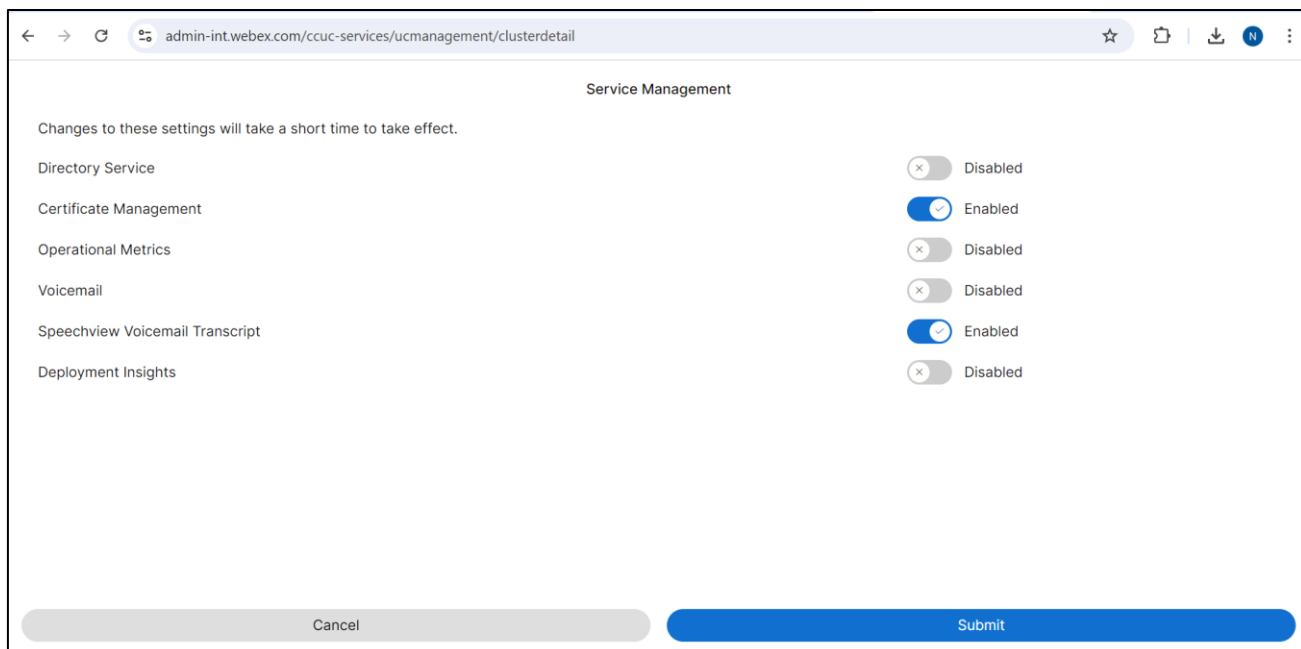 admin-int.webex.com/ccuc-services/ucmanagement/clusterdetail
N
Service Management
Changes to these settings will take a short time to take effect.
Directory Service Disabled
Certificate Management Enabled
Operational Metrics Disabled
Voicemail Disabled
Speechview Voicemail Transcript Enabled
Deployment Insights Disabled
Cancel Submit